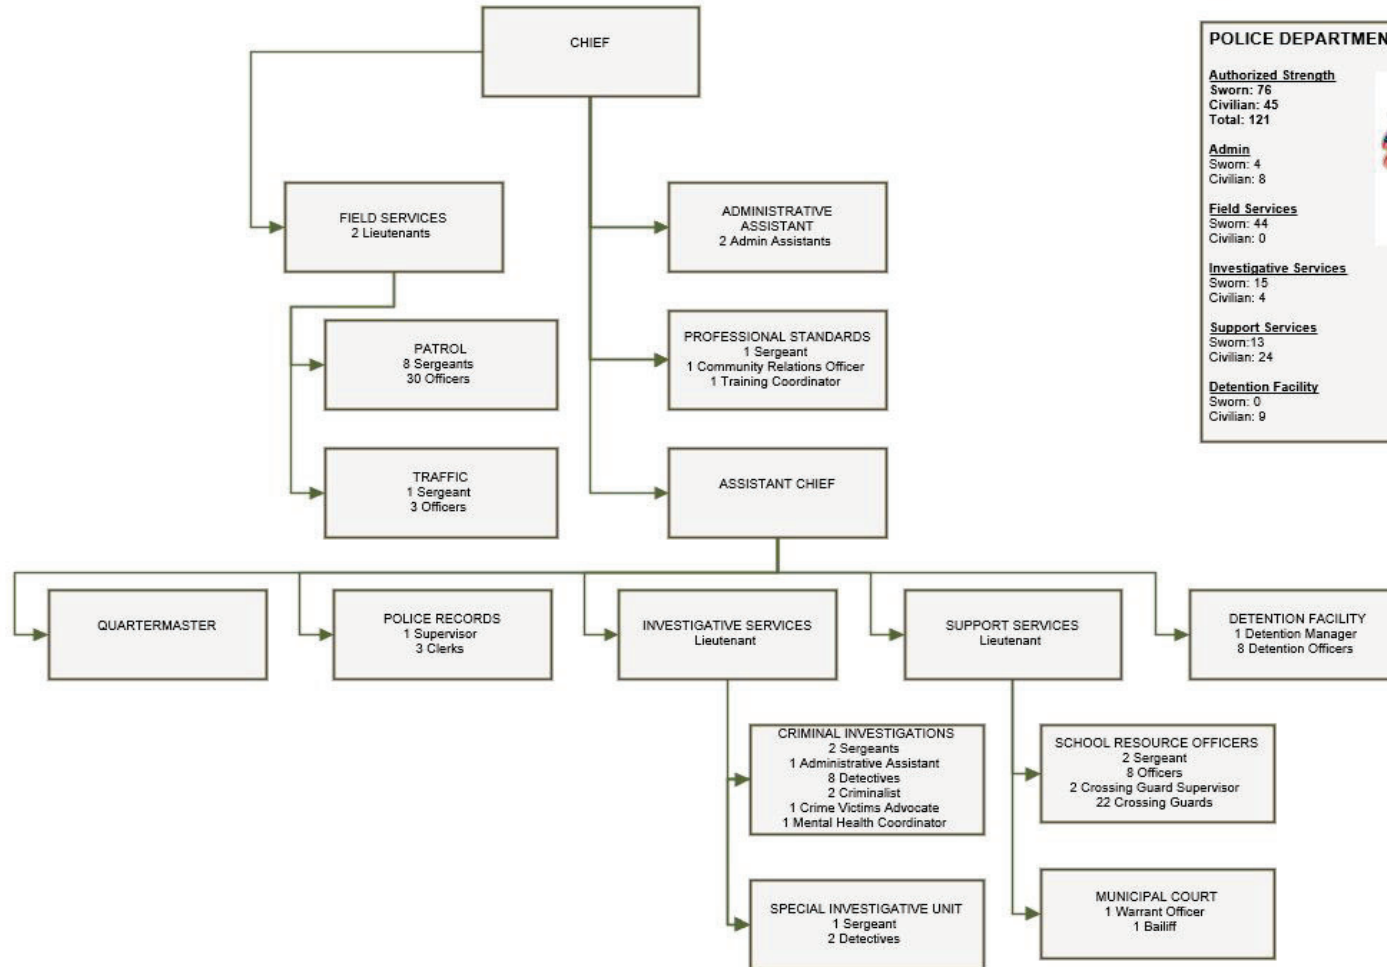 CHIEF
POLICE DEPARTMEN
Authorized Strength
Sworn: 76
Civilian: 45
Total: 121
Admin
Sworn: 4
Civilian: 8
Field Services
Sworn: 44
Civilian: 0
Investigative Services
Sworn: 15
Civilian: 4
Support Services
Sworn:13
Civilian: 24
Detention Facility
Sworn: 0
Civilian: 9
FIELD SERVICES
2 Lieutenants
ADMINISTRATIVE
ASSISTANT
2 Admin Assistants
PATROL
8 Sergeants
30 Officers
PROFESSIONAL STANDARDS
1 Sergeant
1 Community Relations Officer
1 Training Coordinator
TRAFFIC
1 Sergeant
3 Officers
ASSISTANT CHIEF
QUARTERMASTER
POLICE RECORDS
1 Supervisor
3 Clerks
INVESTIGATIVE SERVICES
Lieutenant
SUPPORT SERVICES
Lieutenant
DETENTION FACILITY
1 Detention Manager
8 Detention Officers
CRIMINAL INVESTIGATIONS
2 Sergeants
1 Administrative Assistant
8 Detectives
2 Criminalist
1 Crime Victims Advocate
1 Mental Health Coordinator
SCHOOL RESOURCE OFFICERS
2 Sergeant
8 Officers
2 Crossing Guard Supervisor
22 Crossing Guards
SPECIAL INVESTIGATIVE UNIT
1 Sergeant
2 Detectives
MUNICIPAL COURT
1 Warrant Officer
1 Bailiff